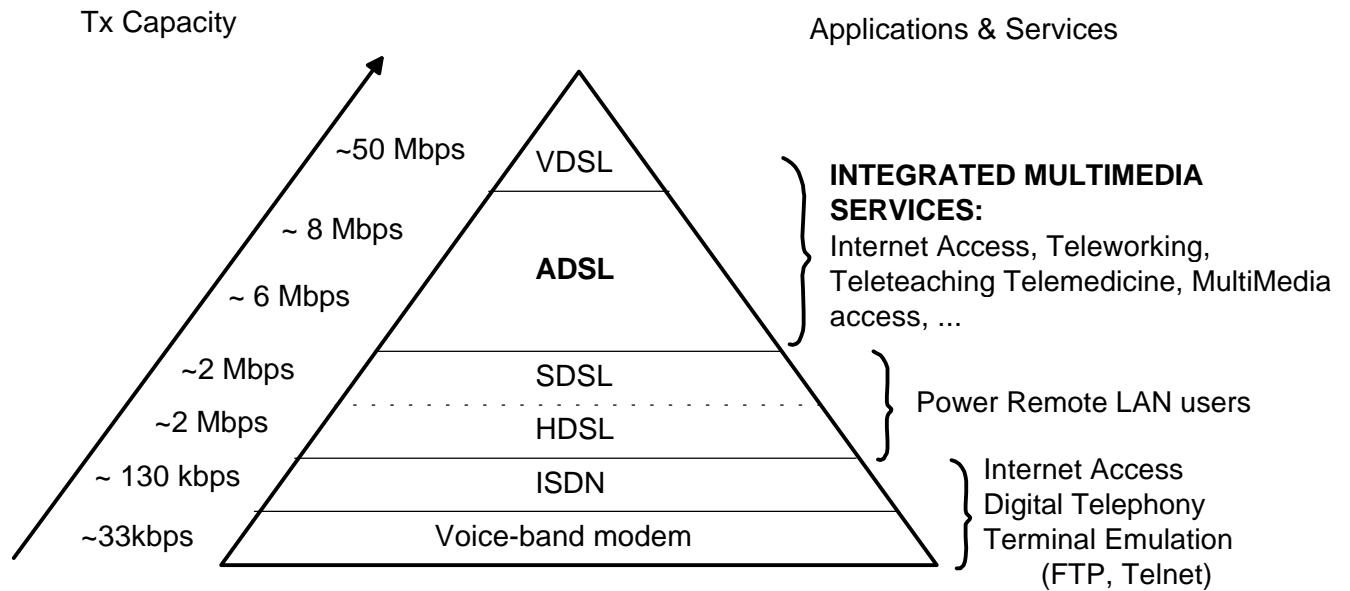 Tx Capacity
Applications & Services
~50 Mbps
VDSL
~ 8 Mbps
ADSL
~ 6 Mbps
INTEGRATED MULTIMEDIA
SERVICES:
Internet Access, Teleworking,
Teleteaching Telemedicine, MultiMedia
access, ...
~2 Mbps
SDSL
~2 Mbps
HDSL
Power Remote LAN users
~ 130 kbps
ISDN
~33kbps
Voice-band modem
Internet Access
Digital Telephony
Terminal Emulation
(FTP, Telnet)